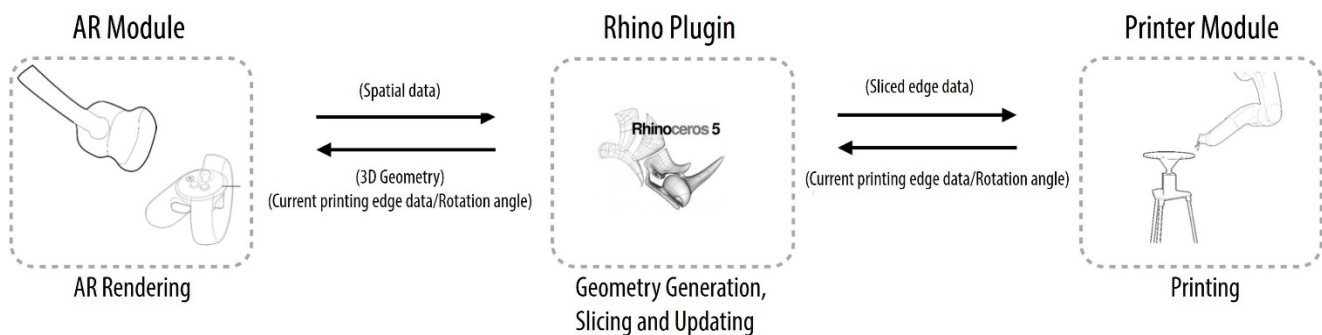 AR Module
Rhino Plugin
Printer Module
(Spatial data)
(3D Geometry)
(Current printing edge data/Rotation angle)
Rhinoceros 5
(Sliced edge data)
(Current printing edge data/Rotation angle)
AR Rendering
Geometry Generation,
Slicing and Updating
Printing